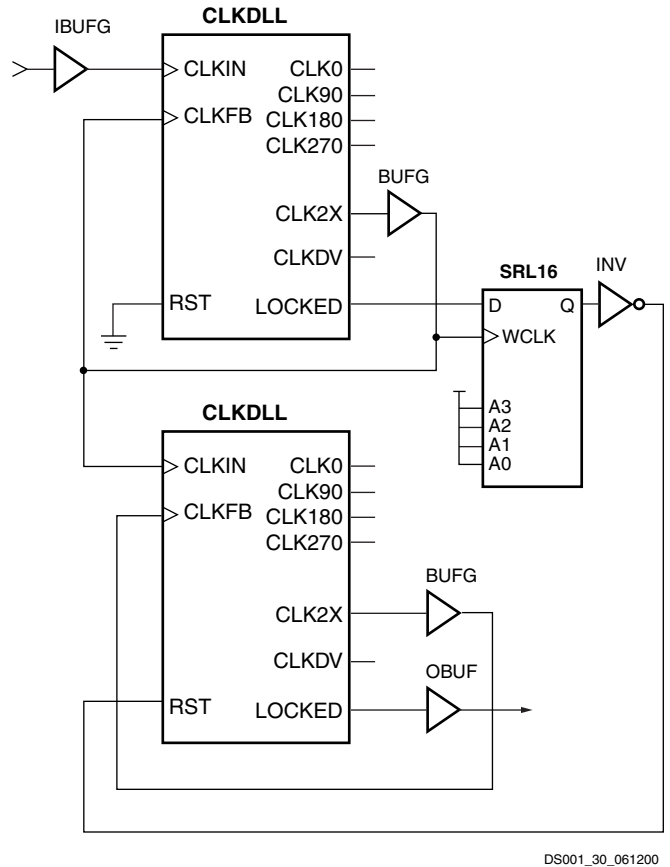 CLKDLL
IBUFG
CLKIN
CLK0
CLK90
CLKFB
CLK180
CLK270
BUFG
CLK2X
CLKDV
RST
LOCKED
SRL16
INV
D
Q
WCLK
A3
A2
A1
A0
CLKDLL
CLKIN
CLK0
CLK90
CLKFB
CLK180
CLK270
BUFG
CLK2X
CLKDV
OBUF
RST
LOCKED
DS001_30_061200